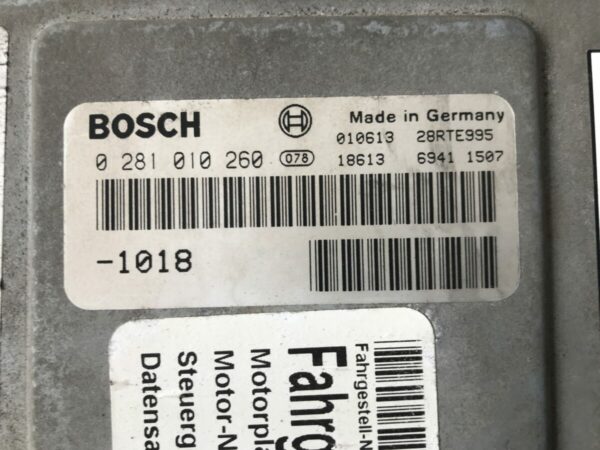 BOSCH
Made in Germany
010613 28RTE995
0 281 010 260 078 18613 6941 1507
-1018
Fahrgestell-N
Fahrg
Motorplä
Motor-N
Steuerg
Datensa